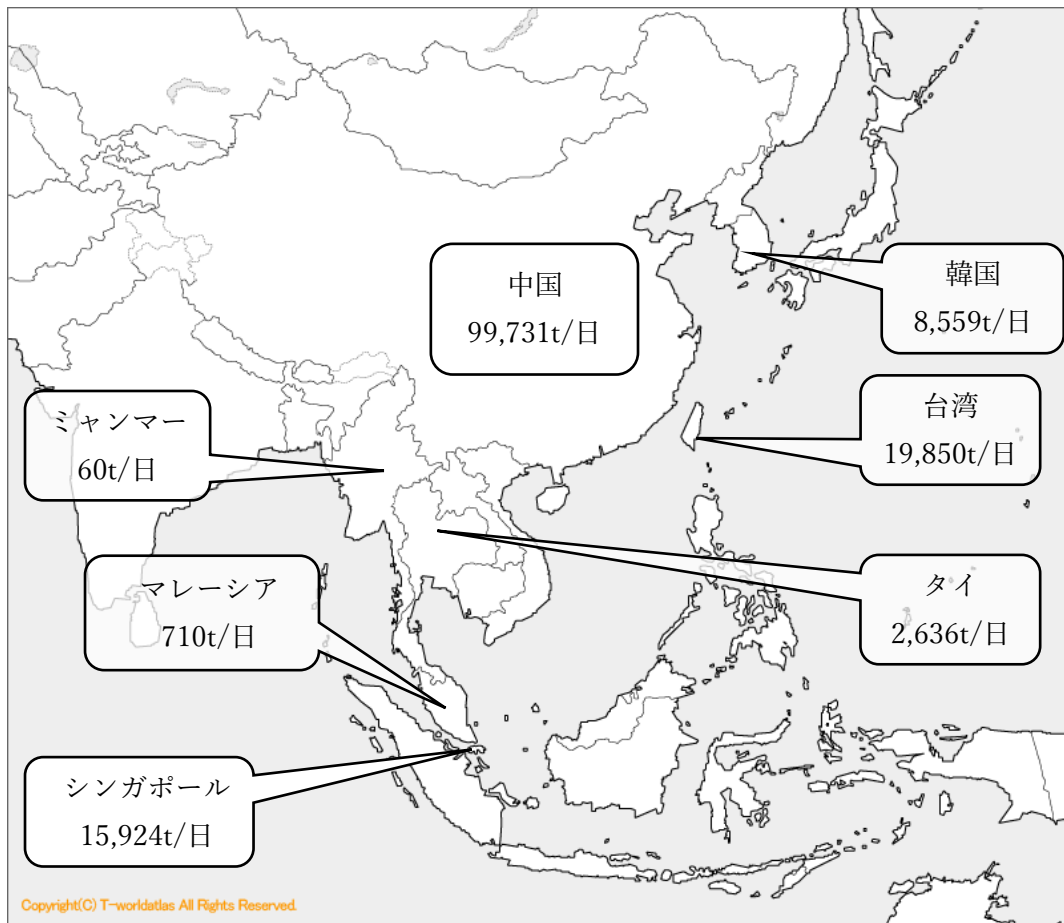 中国
99,731t/日
韓国
8,559t/日
ミャンマー
60t/日
台湾
19,850t/日
マレーシア
710t/日
タイ
2,636t/日
シンガポール
15,924t/日
Copyright(C) T-worldatlas All Rights Reserved.